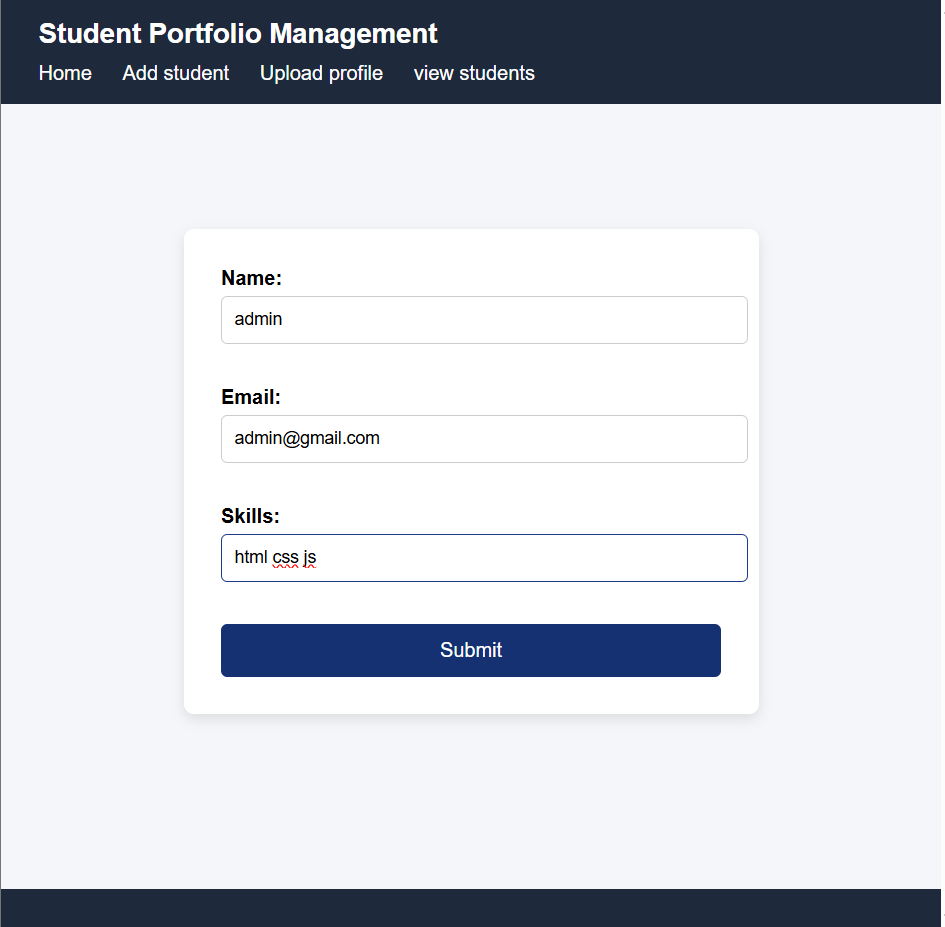 Student Portfolio Management
Home Add student Upload profile view students
Name:
admin
Email:
admin@gmail.com
Skills:
html css js
Submit